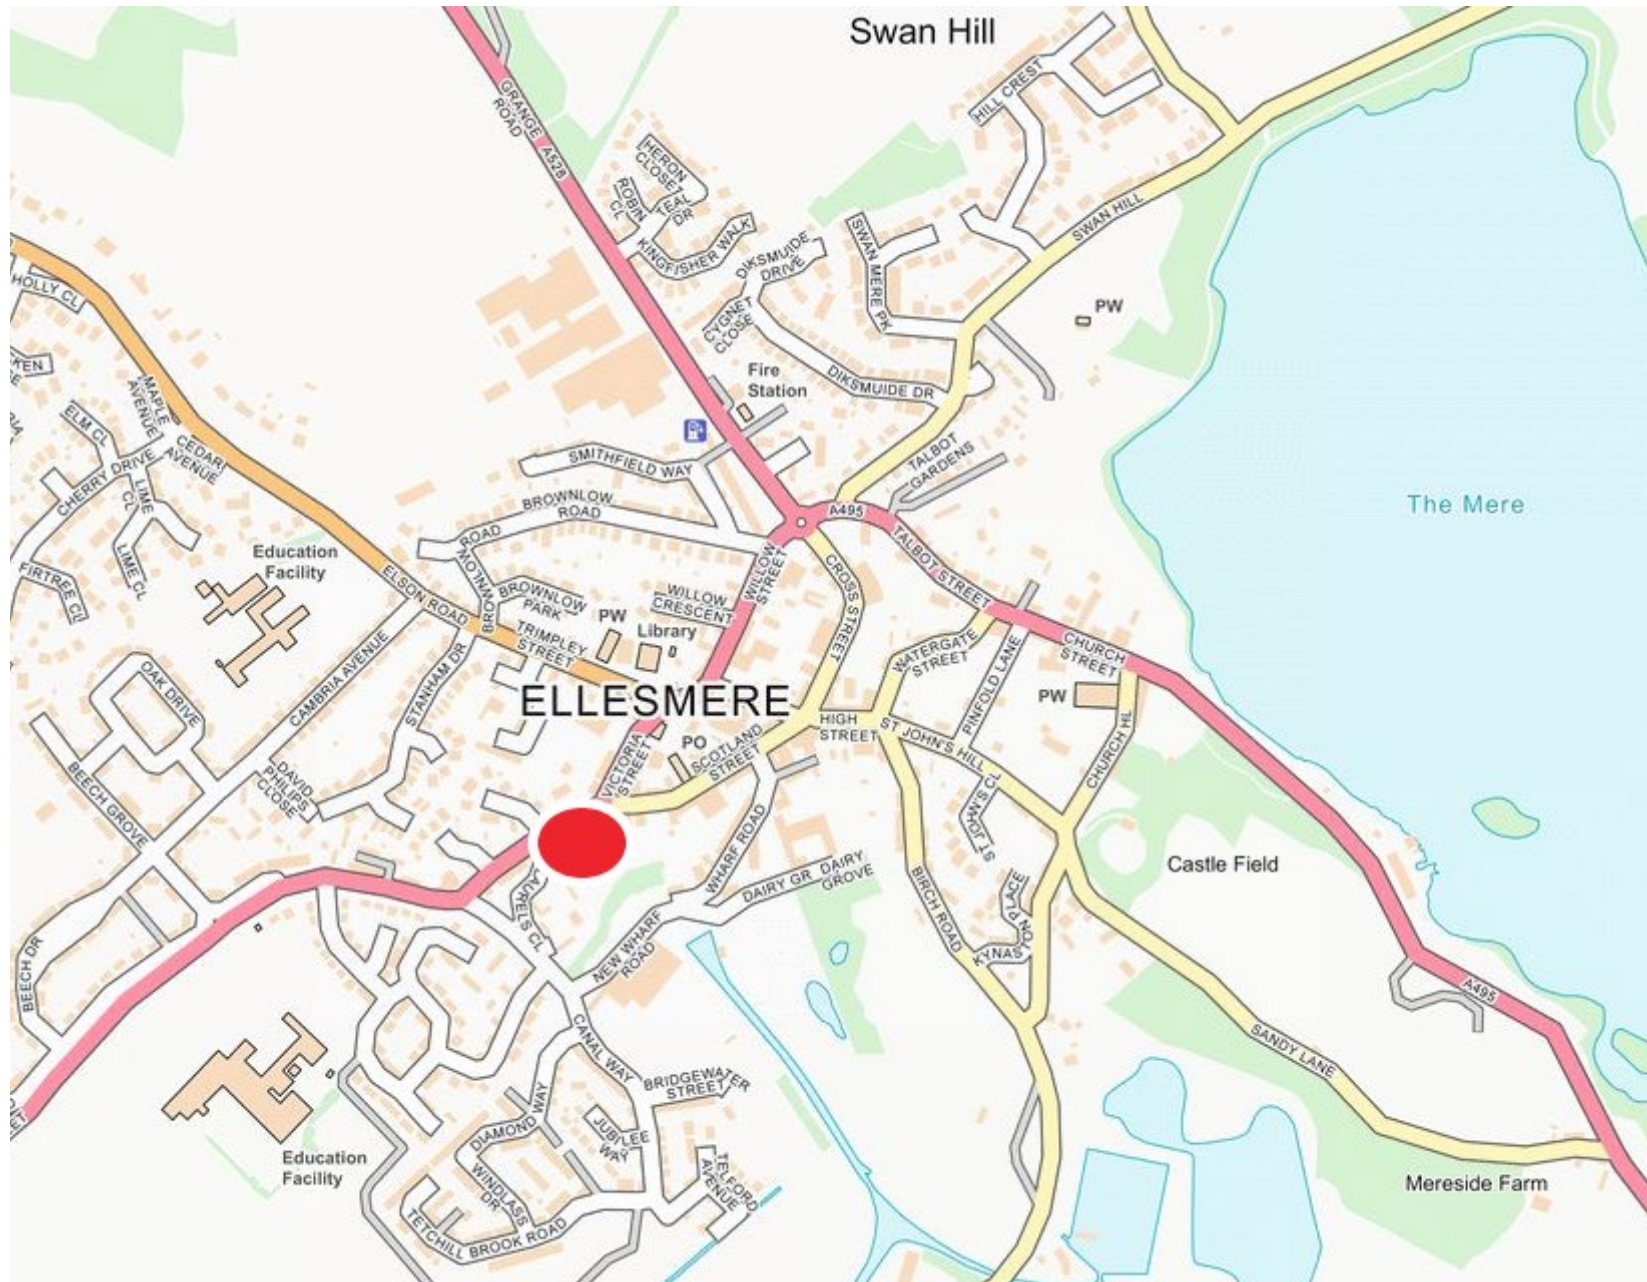 Swan Hill
GRANGE
ROAD
A528
HILL CREST
HERON
CLOSE
TEAL
DR
ROBIN
CL
KINGFISHER WALK
DIKSMUIDE
DRIVE
CYGNET
CLOSE
SWAN MERE PK
SWAN HILL
PW
HOLLY CL
Fire
Station
DIKSMUIDE DR
MAPLE
AVENUE
ELM CL
CEDAR
AVENUE
CHERRY DRIVE
LIME
CL
LIME CL
FIRTREE CL
SMITHFIELD WAY
TALBOT
GARDENS
BROWNLOW
ROAD
ROAD
BROWNLOW
A495
The Mere
Education
Facility
TALBOT STREET
WILLOW
STREET
CROSS STREET
ELSON ROAD
BROWNLOW
PARK
WILLOW
CRESCENT
PW
Library
TRIMPLEY
STREET
WATERGATE
STREET
PINFOLD LANE
CHURCH
STREET
CAMBRIA AVENUE
STANHAM DR
OAK DRIVE
ELLESMERE
PW
HIGH
STREET
ST JOHN'S HILL
CHURCH HL
VICTORIA
STREET
PO
SCOTLAND
STREET
DAVID
PHILIPS
CLOSE
BEECH GROVE
ST JOHN'S CL
WHARF ROAD
Castle Field
DAIRY GR
DAIRY
GROVE
LAURELS CL
BIRCH ROAD
KYNASTON PLACE
NEW WHARF
ROAD
BEECH DR
A495
CANAL WAY
SANDY LANE
BRIDGEWATER
STREET
DIAMOND WAY
JUBILEE
WAY
Education
Facility
WINDLASS
DR
TELFORD
AVENUE
Mereside Farm
TETCHILL BROOK ROAD